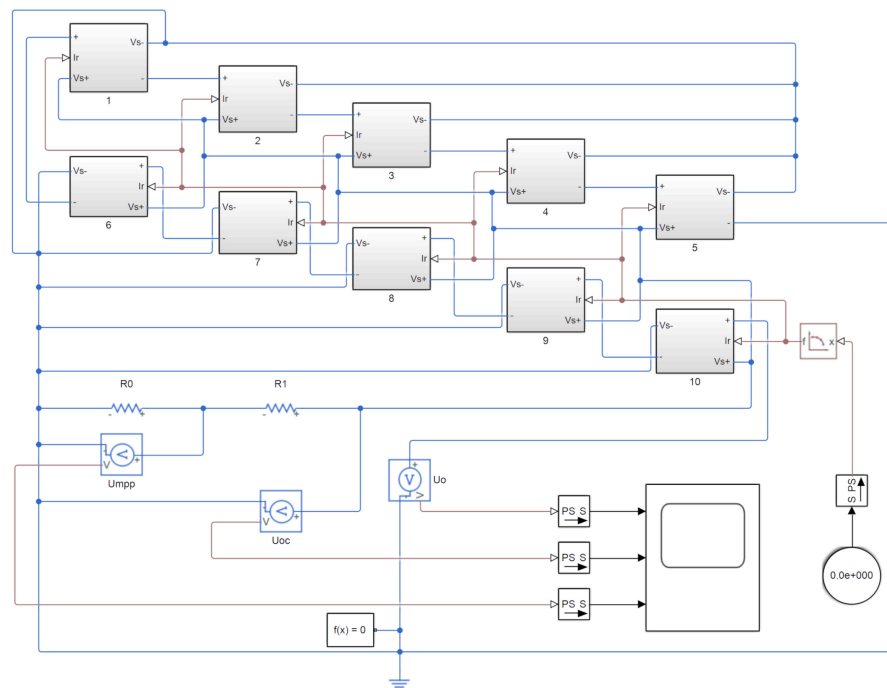 + Vs-
Ir
Vs+ -
1
+ Vs-
Ir
Vs+ -
2
+ Vs-
Ir
Vs+ -
3
+ Vs-
Ir
Vs+ -
4
+ Vs-
Ir
Vs+ -
5
Vs- +
Ir
- Vs+
6
Vs- +
Ir
- Vs+
7
Vs- +
Ir
- Vs+
8
Vs- +
Ir
- Vs+
9
Vs- +
Ir
- Vs+
10
f x
R0
- +
R1
- +
V
V +
Umpp
V
V +
Uoc
+
V
V
Uo
PS S
PS S
PS S
S PS
0.0e+000
f(x) = 0